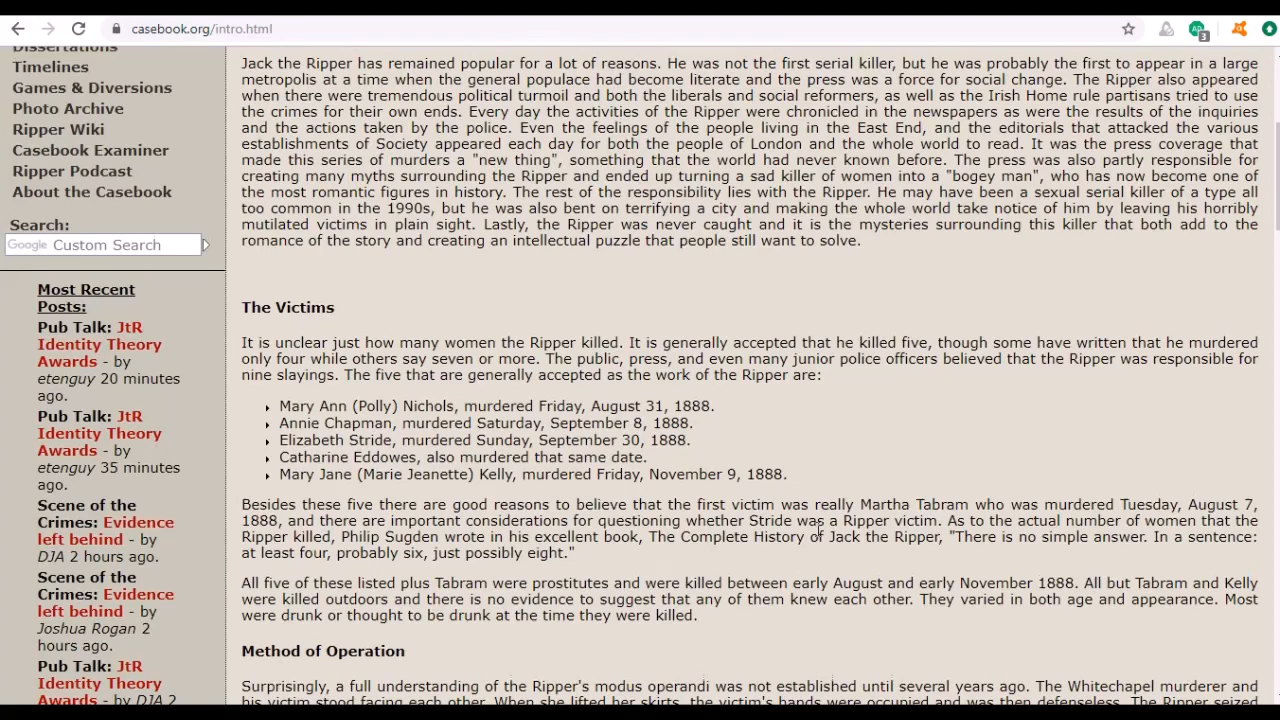 casebook.org/intro.html
3
Dissertations
Timelines
Games & Diversions
Photo Archive
Ripper Wiki
Casebook Examiner
Ripper Podcast
About the Casebook
Search:
Google Custom Search
Most Recent
Posts:
Pub Talk: JtR
Identity Theory
Awards - by
etenguy 20 minutes
ago.
Pub Talk: JtR
Identity Theory
Awards - by
etenguy 35 minutes
ago.
Scene of the
Crimes: Evidence
left behind - by
DJA 2 hours ago.
Scene of the
Crimes: Evidence
left behind - by
Joshua Rogan 2
hours ago.
Pub Talk: JtR
Identity Theory
Awards - by DJA 2
Jack the Ripper has remained popular for a lot of reasons. He was not the first serial killer, but he was probably the first to appear in a large
metropolis at a time when the general populace had become literate and the press was a force for social change. The Ripper also appeared
when there were tremendous political turmoil and both the liberals and social reformers, as well as the Irish Home rule partisans tried to use
the crimes for their own ends. Every day the activities of the Ripper were chronicled in the newspapers as were the results of the inquiries
and the actions taken by the police. Even the feelings of the people living in the East End, and the editorials that attacked the various
establishments of Society appeared each day for both the people of London and the whole world to read. It was the press coverage that
made this series of murders a "new thing", something that the world had never known before. The press was also partly responsible for
creating many myths surrounding the Ripper and ended up turning a sad killer of women into a "bogey man", who has now become one of
the most romantic figures in history. The rest of the responsibility lies with the Ripper. He may have been a sexual serial killer of a type all
too common in the 1990s, but he was also bent on terrifying a city and making the whole world take notice of him by leaving his horribly
mutilated victims in plain sight. Lastly, the Ripper was never caught and it is the mysteries surrounding this killer that both add to the
romance of the story and creating an intellectual puzzle that people still want to solve.
The Victims
It is unclear just how many women the Ripper killed. It is generally accepted that he killed five, though some have written that he murdered
only four while others say seven or more. The public, press, and even many junior police officers believed that the Ripper was responsible for
nine slayings. The five that are generally accepted as the work of the Ripper are:
Mary Ann (Polly) Nichols, murdered Friday, August 31, 1888.
Annie Chapman, murdered Saturday, September 8, 1888.
Elizabeth Stride, murdered Sunday, September 30, 1888.
Catharine Eddowes, also murdered that same date.
Mary Jane (Marie Jeanette) Kelly, murdered Friday, November 9, 1888.
Besides these five there are good reasons to believe that the first victim was really Martha Tabram who was murdered Tuesday, August 7,
1888, and there are important considerations for questioning whether Stride was a Ripper victim. As to the actual number of women that the
Ripper killed, Philip Sugden wrote in his excellent book, The Complete History of Jack the Ripper, "There is no simple answer. In a sentence:
at least four, probably six, just possibly eight."
All five of these listed plus Tabram were prostitutes and were killed between early August and early November 1888. All but Tabram and Kelly
were killed outdoors and there is no evidence to suggest that any of them knew each other. They varied in both age and appearance. Most
were drunk or thought to be drunk at the time they were killed.
Method of Operation
Surprisingly, a full understanding of the Ripper's modus operandi was not established until several years ago. The Whitechapel murderer and
his victim stood facing each other. When she lifted her skirts, the victim's hands were occupied and was then defenseless. The Ripper seized